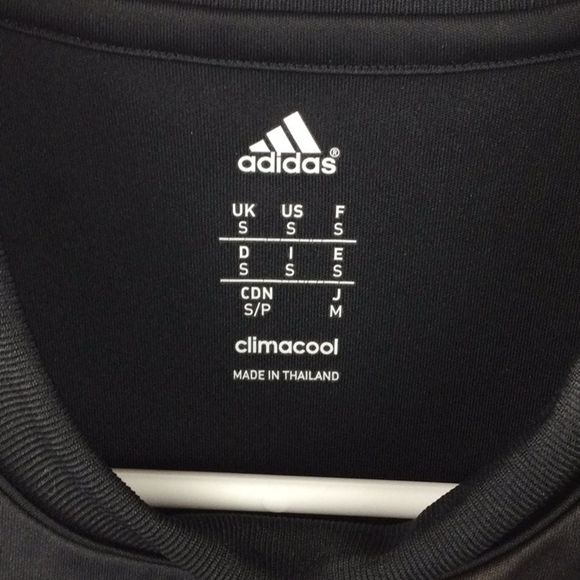 adidas®
UK US F
S S S
D I E
S S S
CDN J
S/P M
climacool
MADE IN THAILAND